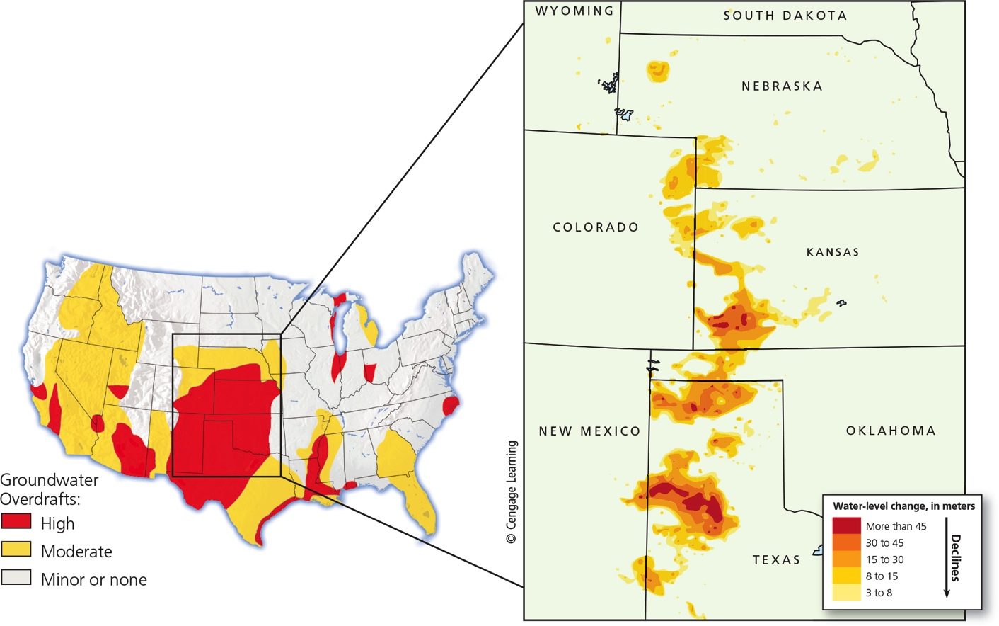 WYOMING
SOUTH DAKOTA
NEBRASKA
COLORADO
KANSAS
NEW MEXICO
OKLAHOMA
TEXAS
© Cengage Learning
Groundwater
Overdrafts:
High
Moderate
Minor or none
Water-level change, in meters
More than 45
30 to 45
15 to 30
8 to 15
3 to 8
Declines